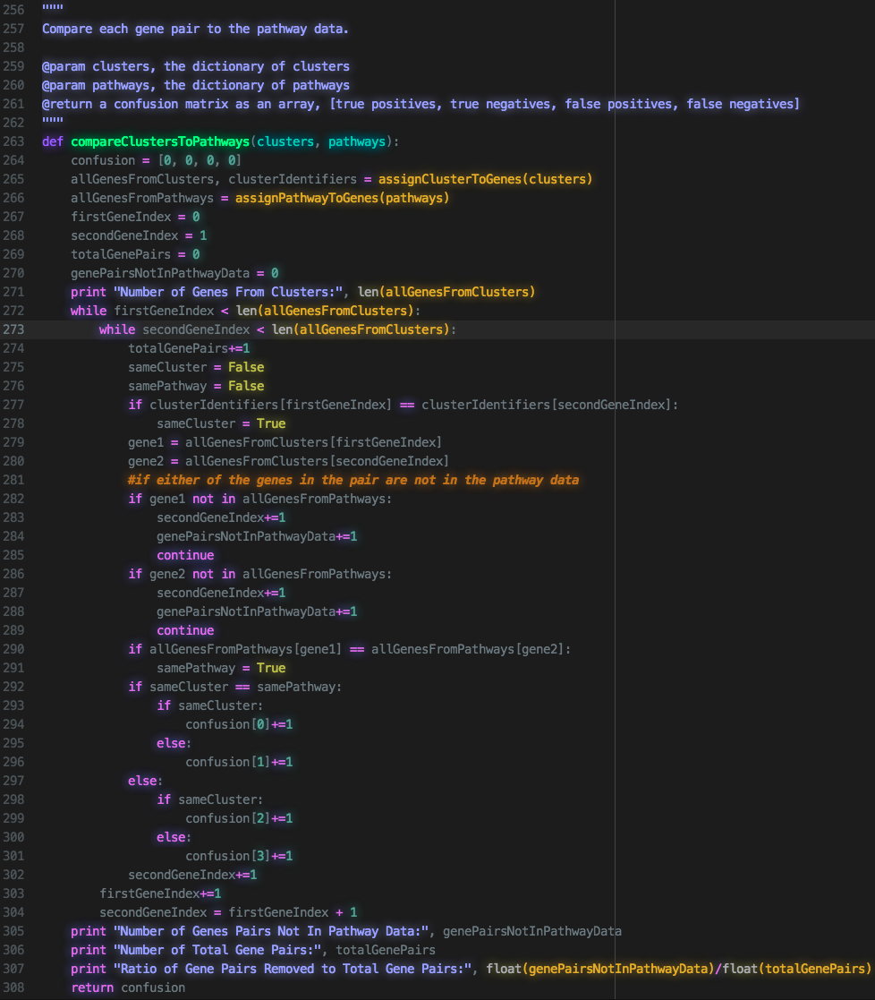 256 """
257 Compare each gene pair to the pathway data.
258
259 @param clusters, the dictionary of clusters
260 @param pathways, the dictionary of pathways
261 @return a confusion matrix as an array, [true positives, true negatives, false positives, false negatives]
262 """
263 def compareClustersToPathways(clusters, pathways):
264     confusion = [0, 0, 0, 0]
265     allGenesFromClusters, clusterIdentifiers = assignClusterToGenes(clusters)
266     allGenesFromPathways = assignPathwayToGenes(pathways)
267     firstGeneIndex = 0
268     secondGeneIndex = 1
269     totalGenePairs = 0
270     genePairsNotInPathwayData = 0
271     print "Number of Genes From Clusters:", len(allGenesFromClusters)
272     while firstGeneIndex < len(allGenesFromClusters):
273         while secondGeneIndex < len(allGenesFromClusters):
274             totalGenePairs+=1
275             sameCluster = False
276             samePathway = False
277             if clusterIdentifiers[firstGeneIndex] == clusterIdentifiers[secondGeneIndex]:
278                 sameCluster = True
279             gene1 = allGenesFromClusters[firstGeneIndex]
280             gene2 = allGenesFromClusters[secondGeneIndex]
281             #if either of the genes in the pair are not in the pathway data
282             if gene1 not in allGenesFromPathways:
283                 secondGeneIndex+=1
284                 genePairsNotInPathwayData+=1
285                 continue
286             if gene2 not in allGenesFromPathways:
287                 secondGeneIndex+=1
288                 genePairsNotInPathwayData+=1
289                 continue
290             if allGenesFromPathways[gene1] == allGenesFromPathways[gene2]:
291                 samePathway = True
292             if sameCluster == samePathway:
293                 if sameCluster:
294                     confusion[0]+=1
295                 else:
296                     confusion[1]+=1
297             else:
298                 if sameCluster:
299                     confusion[2]+=1
300                 else:
301                     confusion[3]+=1
302             secondGeneIndex+=1
303         firstGeneIndex+=1
304         secondGeneIndex = firstGeneIndex + 1
305     print "Number of Genes Pairs Not In Pathway Data:", genePairsNotInPathwayData
306     print "Number of Total Gene Pairs:", totalGenePairs
307     print "Ratio of Gene Pairs Removed to Total Gene Pairs:", float(genePairsNotInPathwayData)/float(totalGenePairs)
308     return confusion